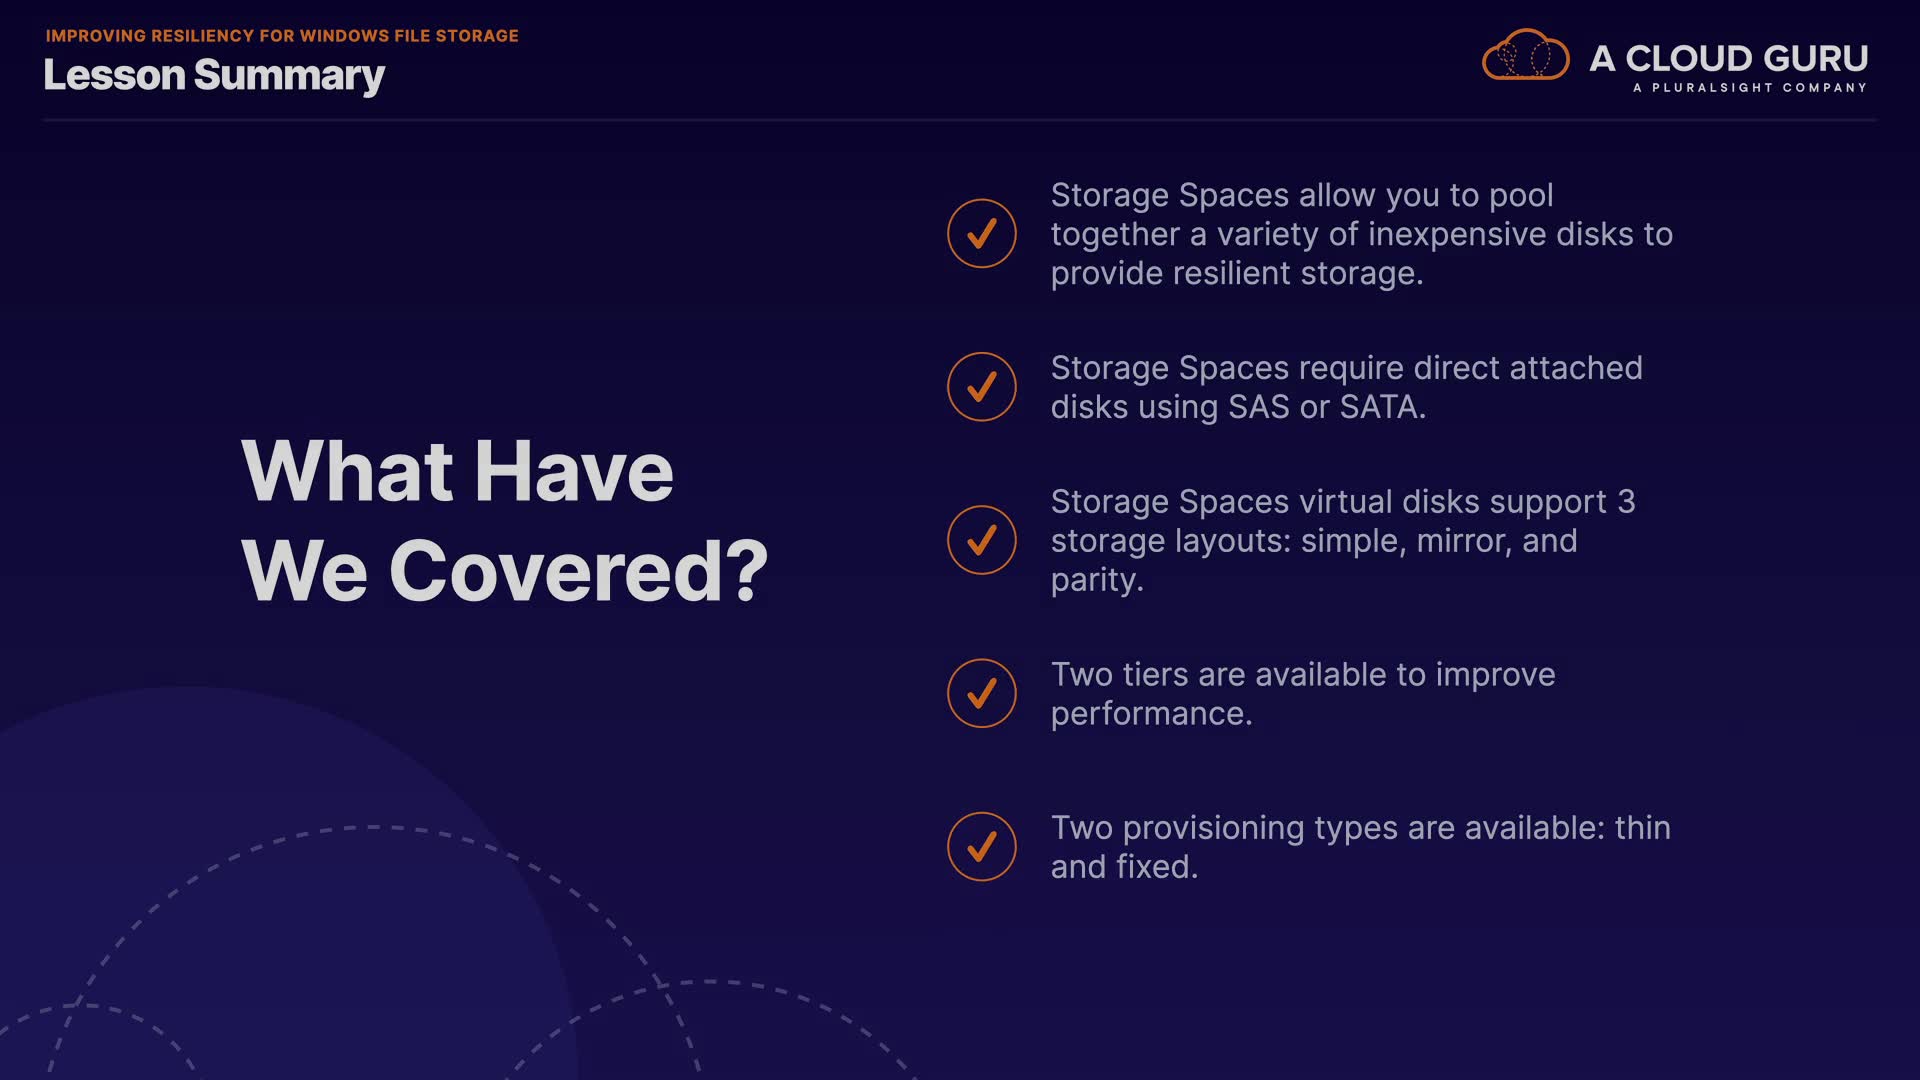 IMPROVING RESILIENCY FOR WINDOWS FILE STORAGE
Lesson Summary
A CLOUD GURU
A PLURALSIGHT COMPANY
What Have
We Covered?
Storage Spaces allow you to pool
together a variety of inexpensive disks to
provide resilient storage.
Storage Spaces require direct attached
disks using SAS or SATA.
Storage Spaces virtual disks support 3
storage layouts: simple, mirror, and
parity.
Two tiers are available to improve
performance.
Two provisioning types are available: thin
and fixed.